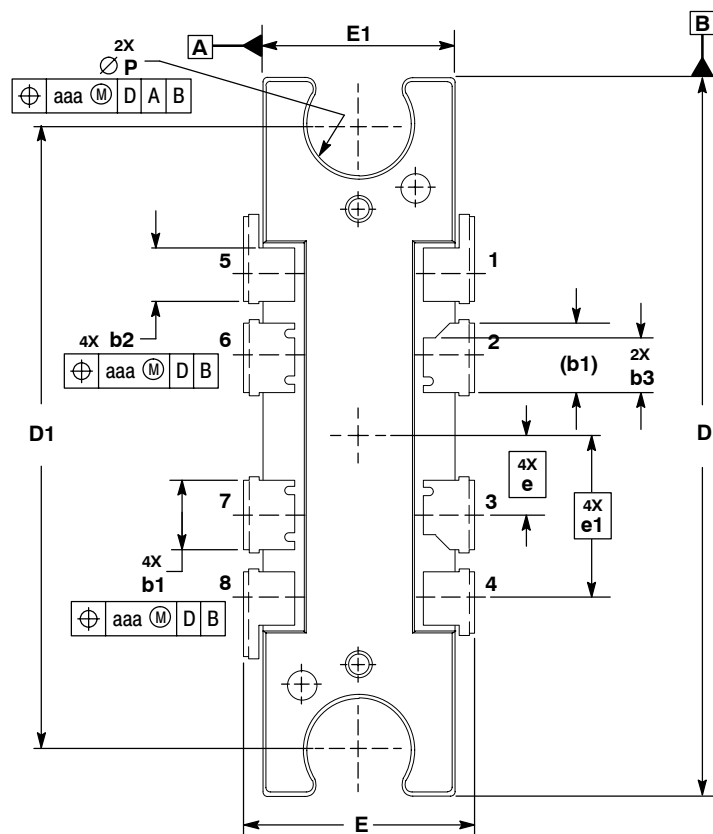 E1
A
B
2X
∅ P
⌖ aaa Ⓜ D A B
5
1
4X b2
6
2
(b1)
2X
b3
⌖ aaa Ⓜ D B
D1
D
4X
e
4X
e1
7
3
4X
b1
8
4
⌖ aaa Ⓜ D B
E